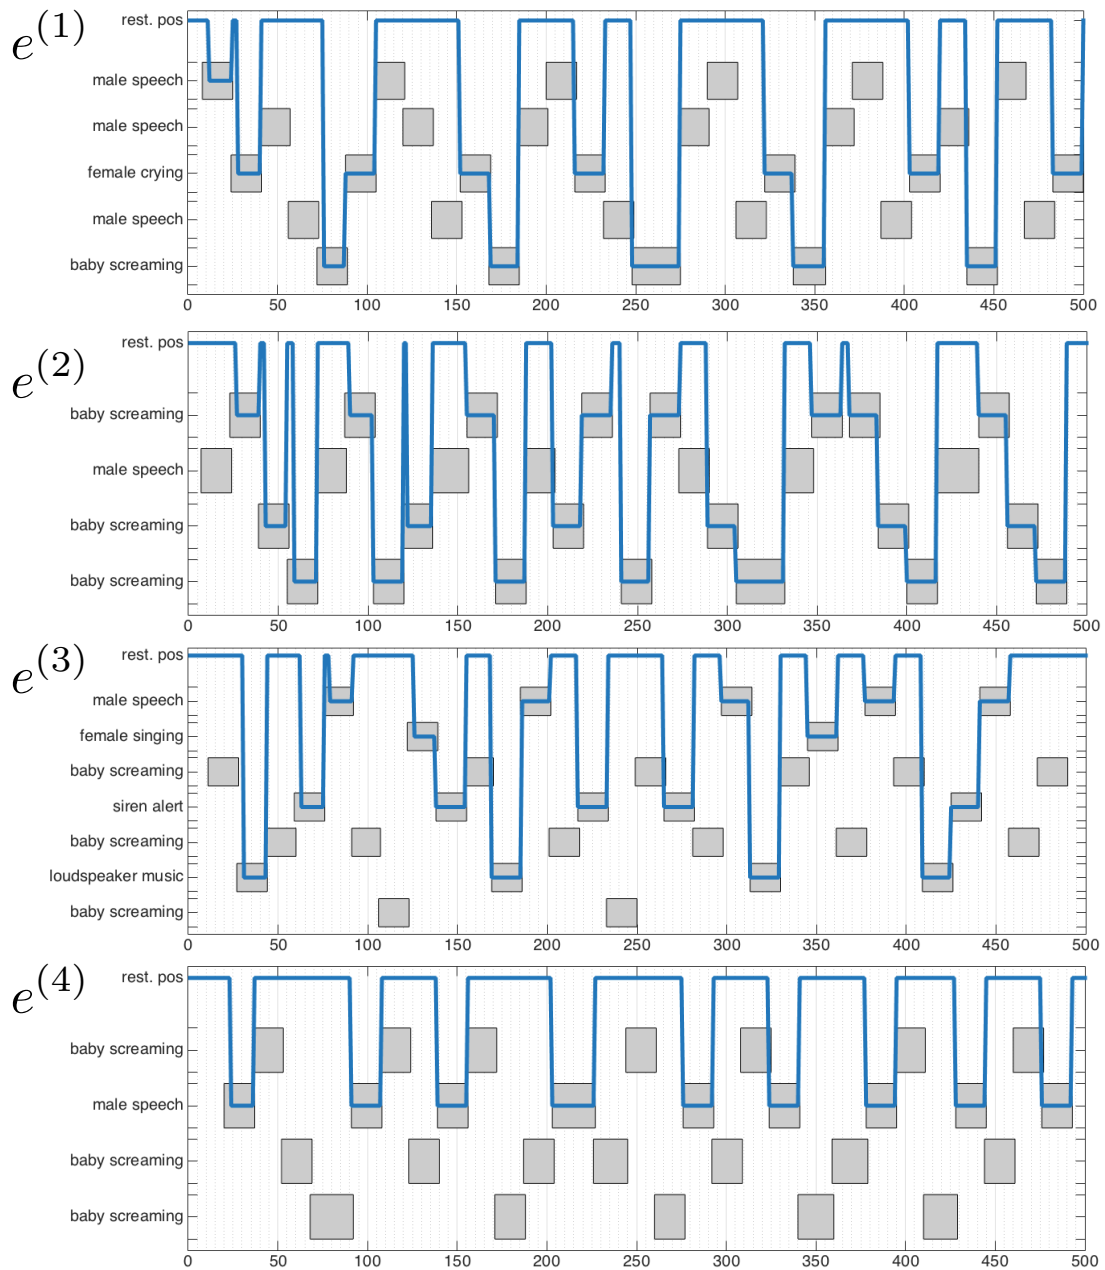 e(1)
rest. pos
male speech
male speech
female crying
male speech
baby screaming
0 50 100 150 200 250 300 350 400 450 500
e(2)
rest. pos
baby screaming
male speech
baby screaming
baby screaming
0 50 100 150 200 250 300 350 400 450 500
e(3)
rest. pos
male speech
female singing
baby screaming
siren alert
baby screaming
loudspeaker music
baby screaming
0 50 100 150 200 250 300 350 400 450 500
e(4)
rest. pos
baby screaming
male speech
baby screaming
baby screaming
0 50 100 150 200 250 300 350 400 450 500